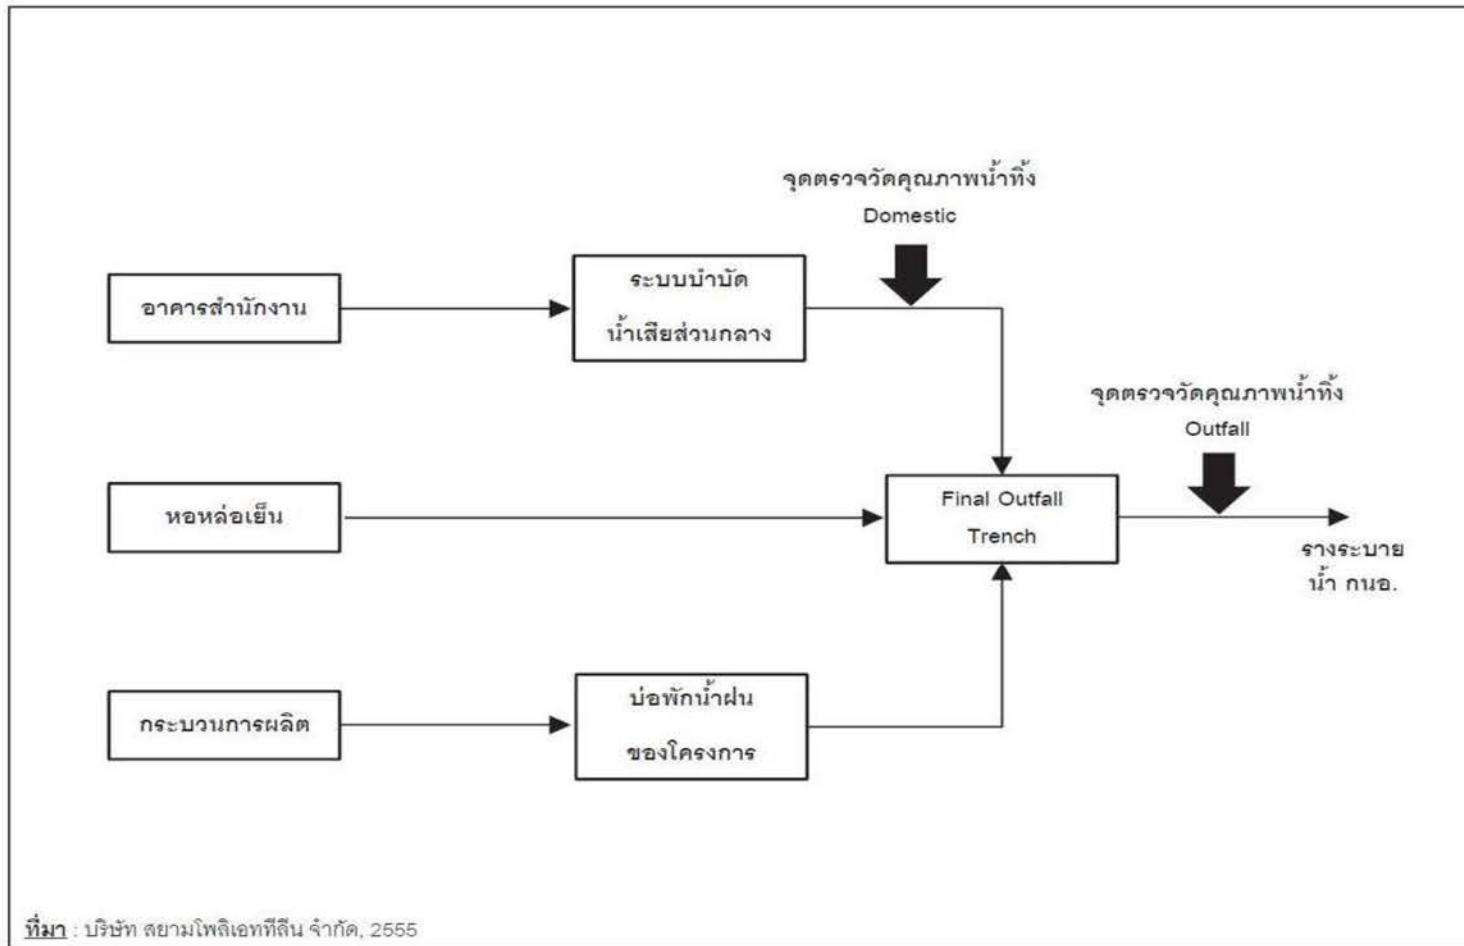 จุดตรวจวัดคุณภาพน้ำทิ้ง
Domestic
อาคารสำนักงาน
ระบบบำบัด
น้ำเสียส่วนกลาง
จุดตรวจวัดคุณภาพน้ำทิ้ง
Outfall
หอหล่อเย็น
Final Outfall
Trench
รางระบาย
น้ำ กนอ.
กระบวนการผลิต
บ่อพักน้ำฝน
ของโครงการ
ที่มา : บริษัท สยามโพลิเอททีลีน จำกัด, 2555